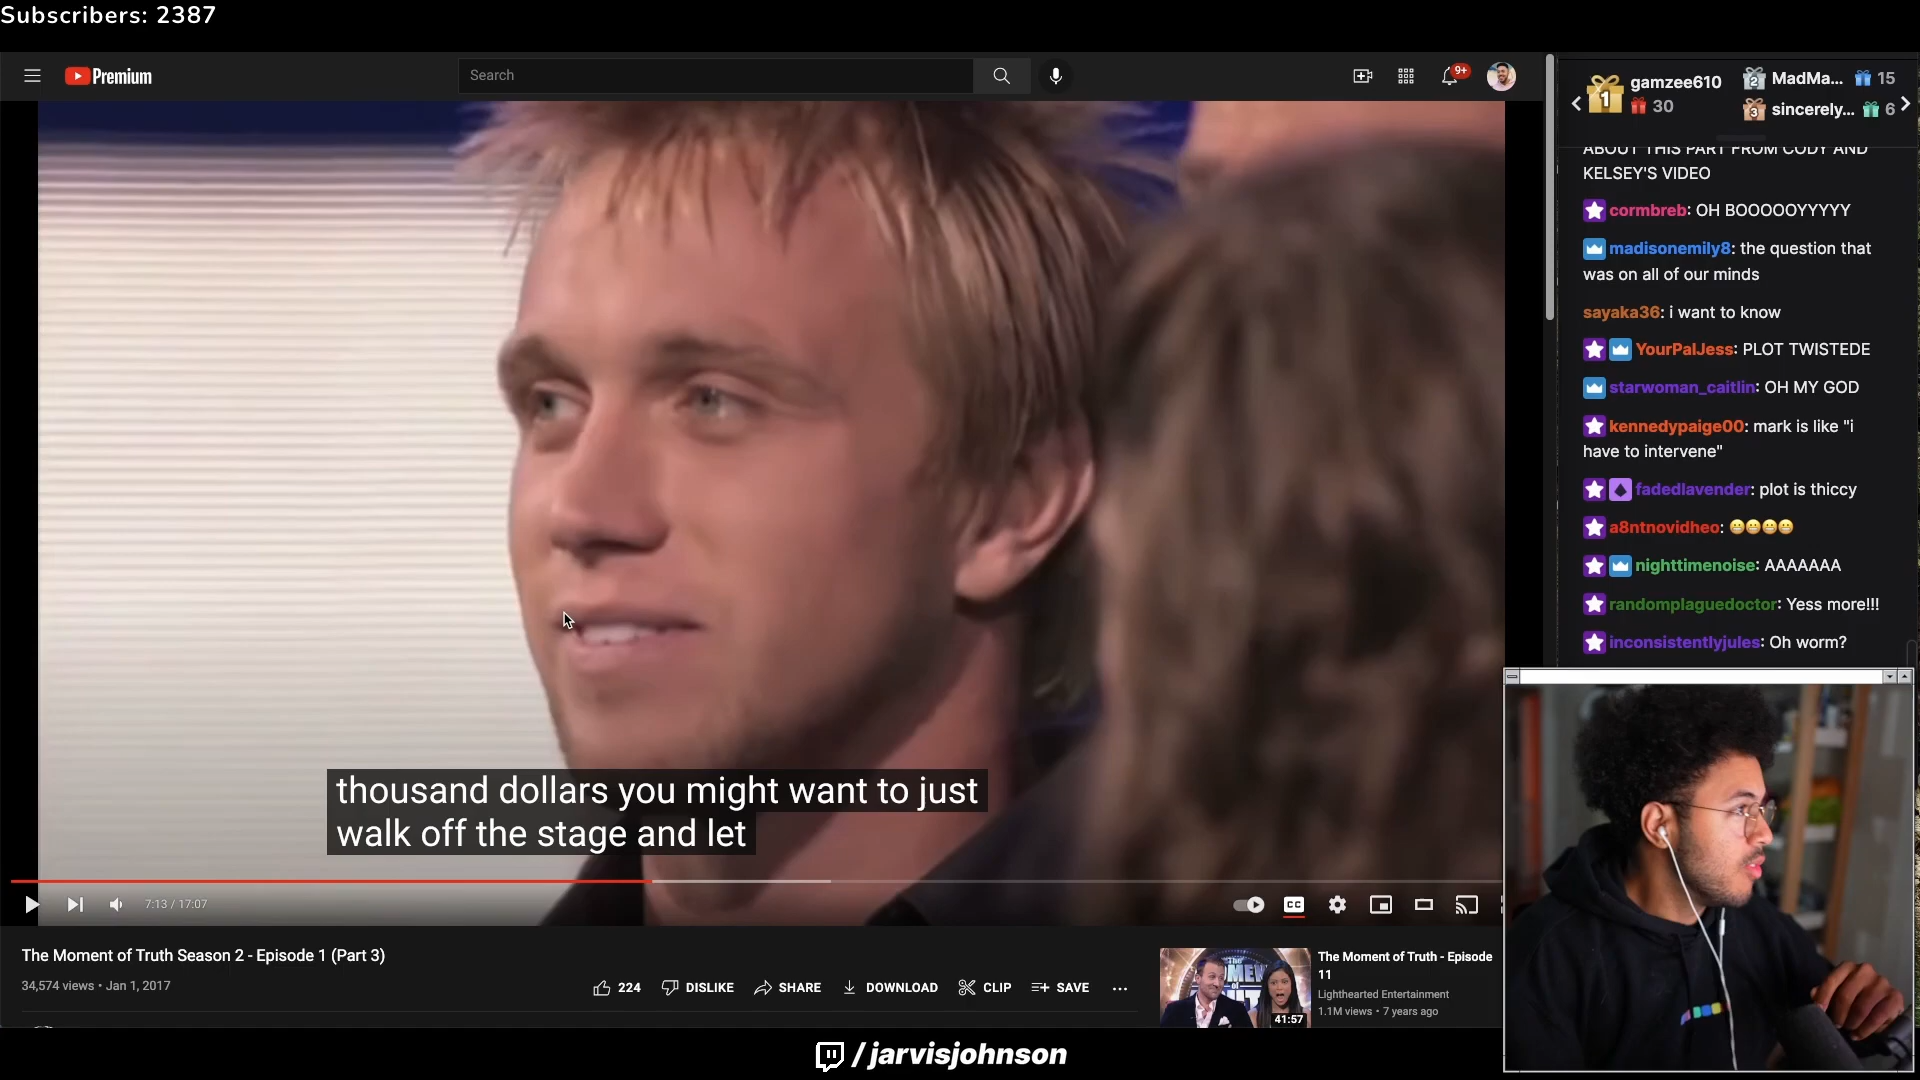 Subscribers: 2387
Premium
Search
9+
1
gamzee610
30
2
MadMa...
15
3
sincerely...
6
ABOUT THIS PART FROM CODY AND
KELSEY'S VIDEO
cormbreb: OH BOOOOOYYYYY
madisonemily8: the question that
was on all of our minds
sayaka36: i want to know
YourPalJess: PLOT TWISTEDE
starwoman_caitlin: OH MY GOD
kennedypaige00: mark is like "i
have to intervene"
fadedlavender: plot is thiccy
a8ntnovidheo: 😬😬😬😬
nighttimenoise: AAAAAAA
randomplaguedoctor: Yess more!!!
inconsistentlyjules: Oh worm?
thousand dollars you might want to just
walk off the stage and let
7:13 / 17:07
CC
The Moment of Truth Season 2 - Episode 1 (Part 3)
34,574 views • Jan 1, 2017
224
DISLIKE
SHARE
DOWNLOAD
CLIP
SAVE
...
41:57
The Moment of Truth - Episode
11
Lighthearted Entertainment
1.1M views • 7 years ago
/jarvisjohnson